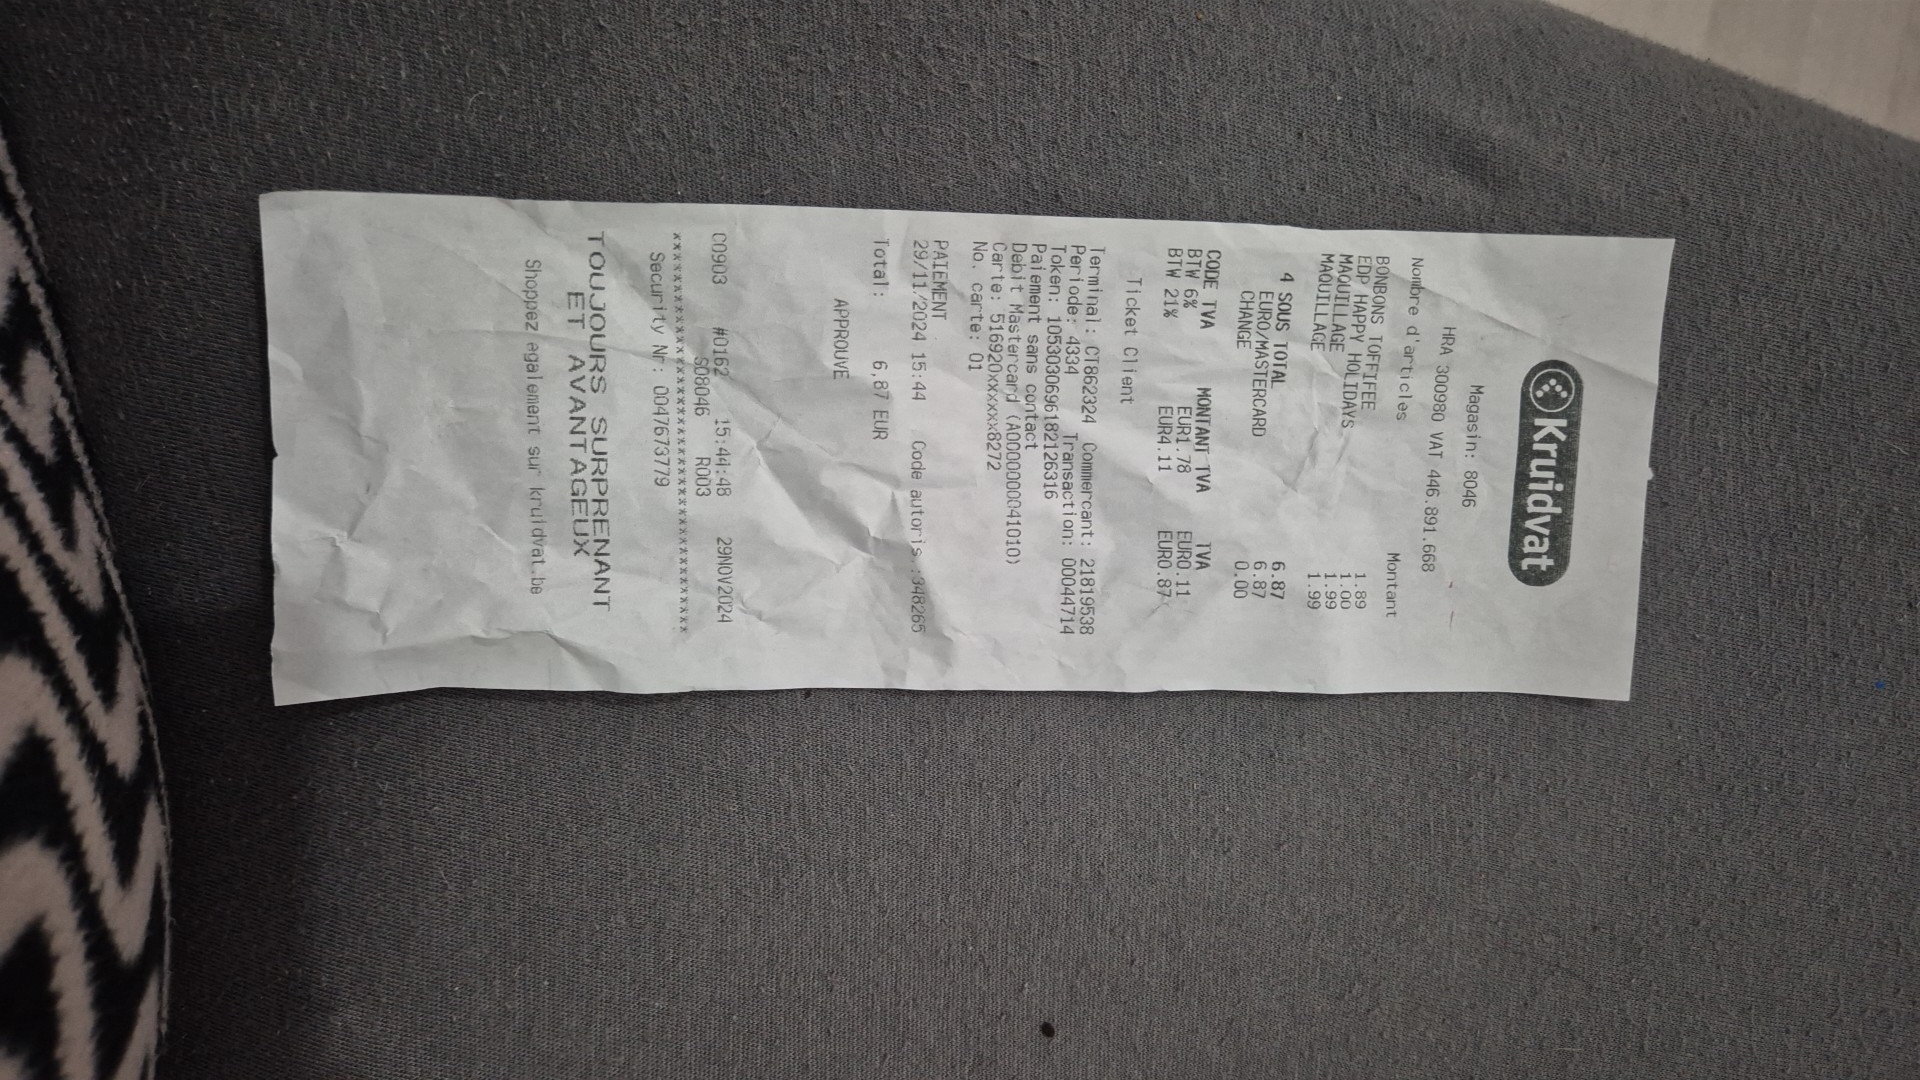 Kruidvat
Magasin: 8046
HRA 300980 VAT 446.891.668
Nombre d'articles Montant
BONBONS TOFFIFEE 1.89
EDP HAPPY HOLIDAYS 1.00
MAQUILLAGE 1.99
MAQUILLAGE 1.99
4 SOUS TOTAL 6.87
EURO/MASTERCARD 6.87
CHANGE 0.00
CODE TVA MONTANT TVA TVA
BTW 6% EUR1.78 EUR0.11
BTW 21% EUR4.11 EUR0.87
Ticket Client
Terminal: CT862324 Commercant: 21819538
Periode: 4334 Transaction: 00044714
Token: 1053030696182126316
Paiement sans contact
Debit Mastercard (A0000000041010)
Carte: 516920xxxxxx8272
No. carte: 01
PAIEMENT
29/11/2024 15:44 Code autoris.:348265
Total: 6,87 EUR
APPROUVE
C0903 #0162 15:44:48 29NOV2024
S08046 R003
****************************************
Security Nr: 0047673779
TOUJOURS SURPRENANT
ET AVANTAGEUX
Shoppez egalement sur kruidvat.be